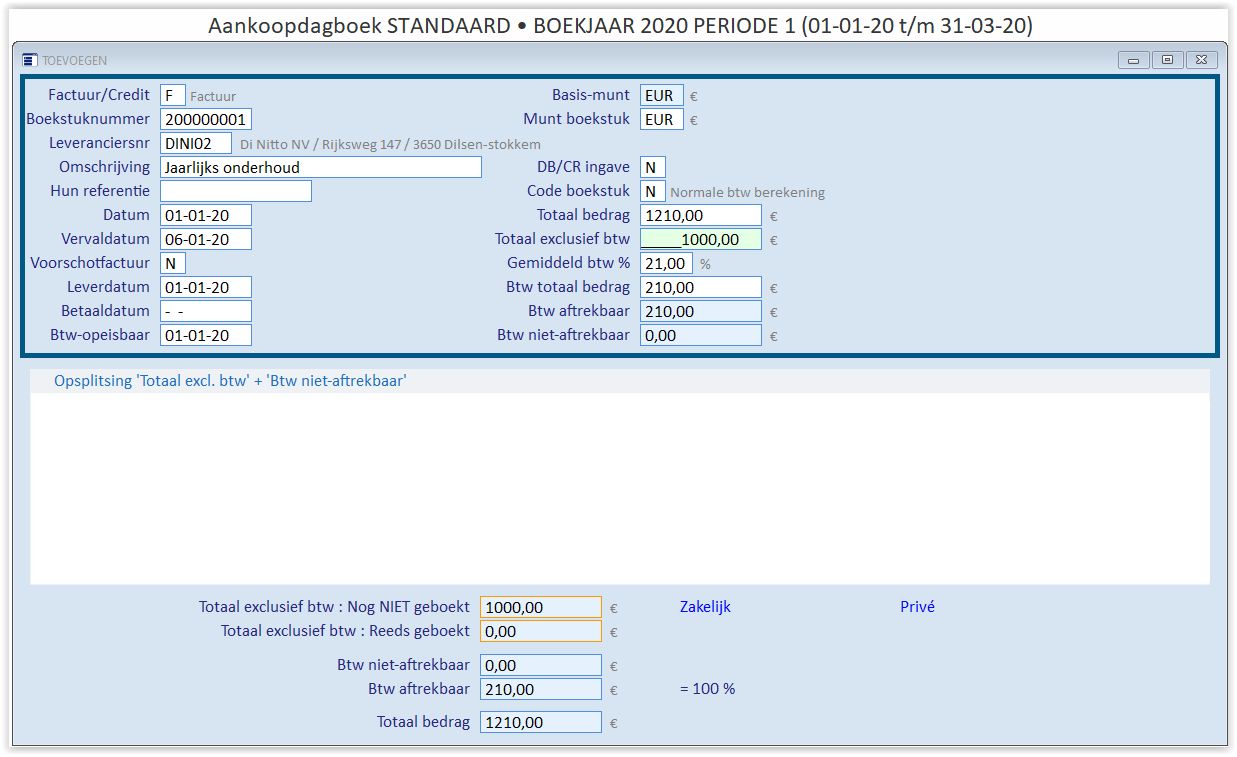 Aankoopdagboek STANDAARD • BOEKJAAR 2020 PERIODE 1 (01-01-20 t/m 31-03-20)
TOEVOEGEN
Factuur/Credit F Factuur Basis-munt EUR €
Boekstuknummer 200000001 Munt boekstuk EUR €
Leveranciersnr DINI02 Di Nitto NV / Rijksweg 147 / 3650 Dilsen-stokkem
Omschrijving Jaarlijks onderhoud DB/CR ingave N
Hun referentie Code boekstuk N Normale btw berekening
Datum 01-01-20 Totaal bedrag 1210,00 €
Vervaldatum 06-01-20 Totaal exclusief btw _____1000,00 €
Voorschotfactuur N Gemiddeld btw % 21,00 %
Leverdatum 01-01-20 Btw totaal bedrag 210,00 €
Betaaldatum - - Btw aftrekbaar 210,00 €
Btw-opeisbaar 01-01-20 Btw niet-aftrekbaar 0,00 €
Opsplitsing 'Totaal excl. btw' + 'Btw niet-aftrekbaar'
Totaal exclusief btw : Nog NIET geboekt 1000,00 € Zakelijk Privé
Totaal exclusief btw : Reeds geboekt 0,00 €
Btw niet-aftrekbaar 0,00 €
Btw aftrekbaar 210,00 € = 100 %
Totaal bedrag 1210,00 €